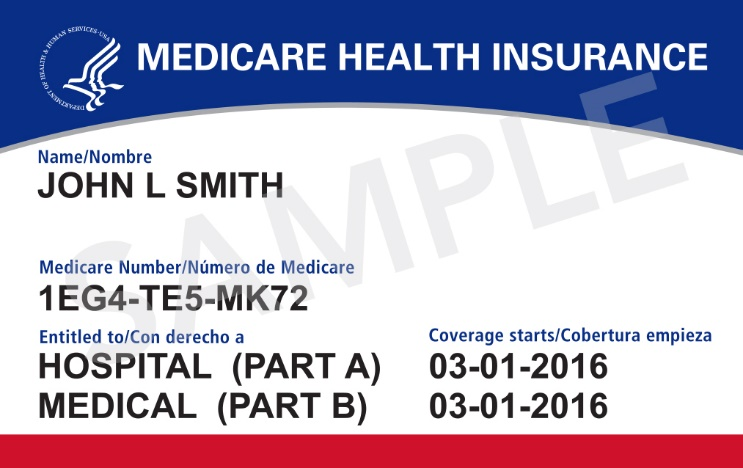 DEPARTMENT OF HEALTH & HUMAN SERVICES·USA
MEDICARE HEALTH INSURANCE
SAMPLE
Name/Nombre
JOHN L SMITH
Medicare Number/Número de Medicare
1EG4-TE5-MK72
Entitled to/Con derecho a
Coverage starts/Cobertura empieza
HOSPITAL (PART A) 03-01-2016
MEDICAL (PART B) 03-01-2016